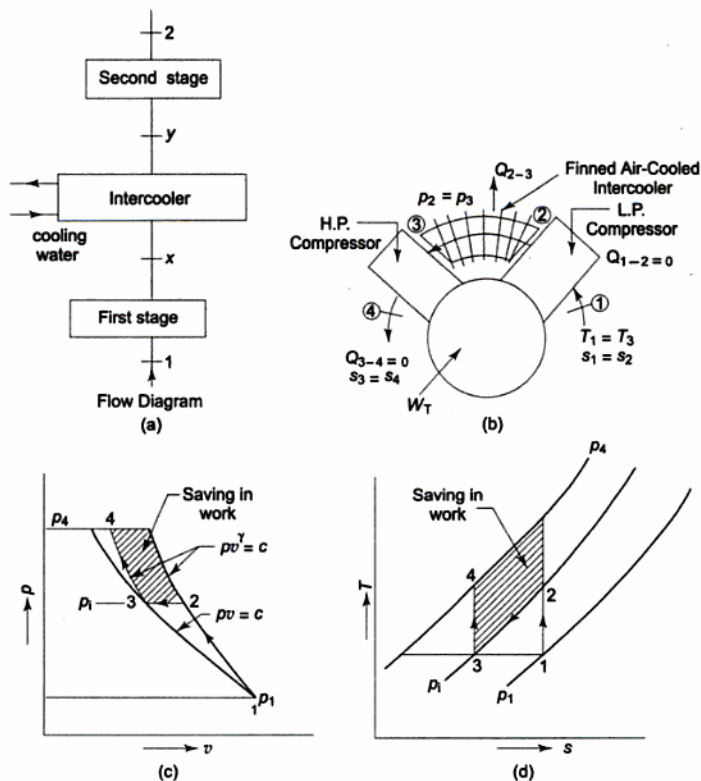 2
Second stage
y
Intercooler
cooling
water
x
First stage
1
Flow Diagram
(a)
Q₂₋₃
Finned Air-Cooled
Intercooler
p₂ = p₃
③
②
H.P.
Compressor
L.P.
Compressor
Q₁₋₂ = 0
④
①
T₁ = T₃
s₁ = s₂
Q₃₋₄ = 0
s₃ = s₄
W_T
(b)
Saving in
work
p₄
4
pv^γ = c
p
pᵢ
3
2
pv = c
1
p₁
v
(c)
p₄
Saving in
work
4
T
2
3
1
pᵢ
p₁
s
(d)